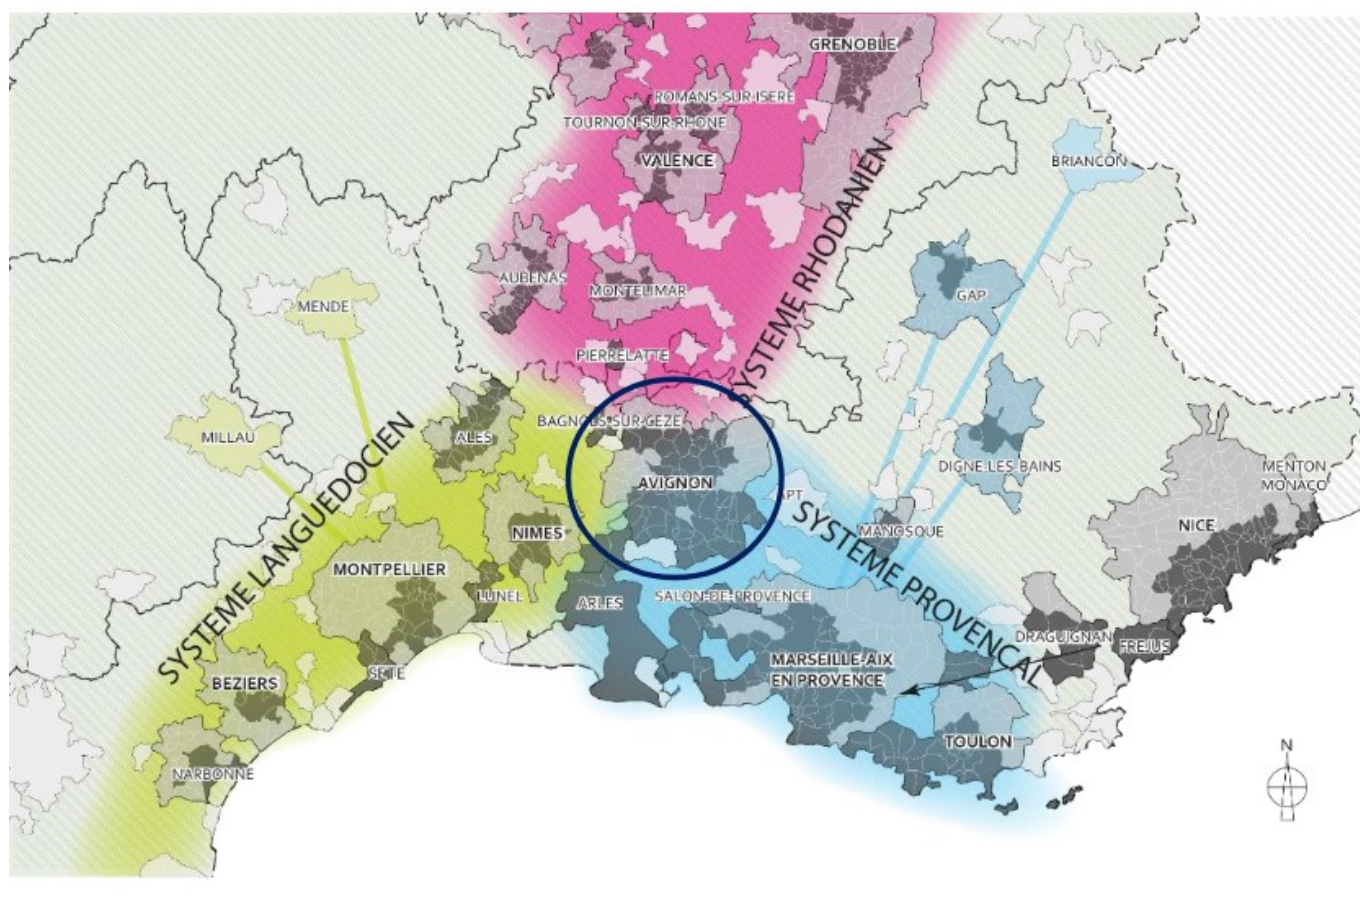 GRENOBLE
ROMANS-SUR-ISERE
TOURNON-SUR-RHONE
VALENCE
BRIANCON
SYSTEME RHODANIEN
AUBENAS
MONTELIMAR
GAP
MENDE
PIERRELATTE
BAGNOLS-SUR-CEZE
MILLAU
ALES
SYSTEME LANGUEDOCIEN
DIGNE-LES-BAINS
MENTON
MONACO
AVIGNON
APT
SYSTEME PROVENCAL
NICE
MANOSQUE
NIMES
MONTPELLIER
LUNEL
ARLES
SALON-DE-PROVENCE
DRAGUIGNAN
FREJUS
MARSEILLE-AIX
EN PROVENCE
SETE
BEZIERS
TOULON
NARBONNE
N